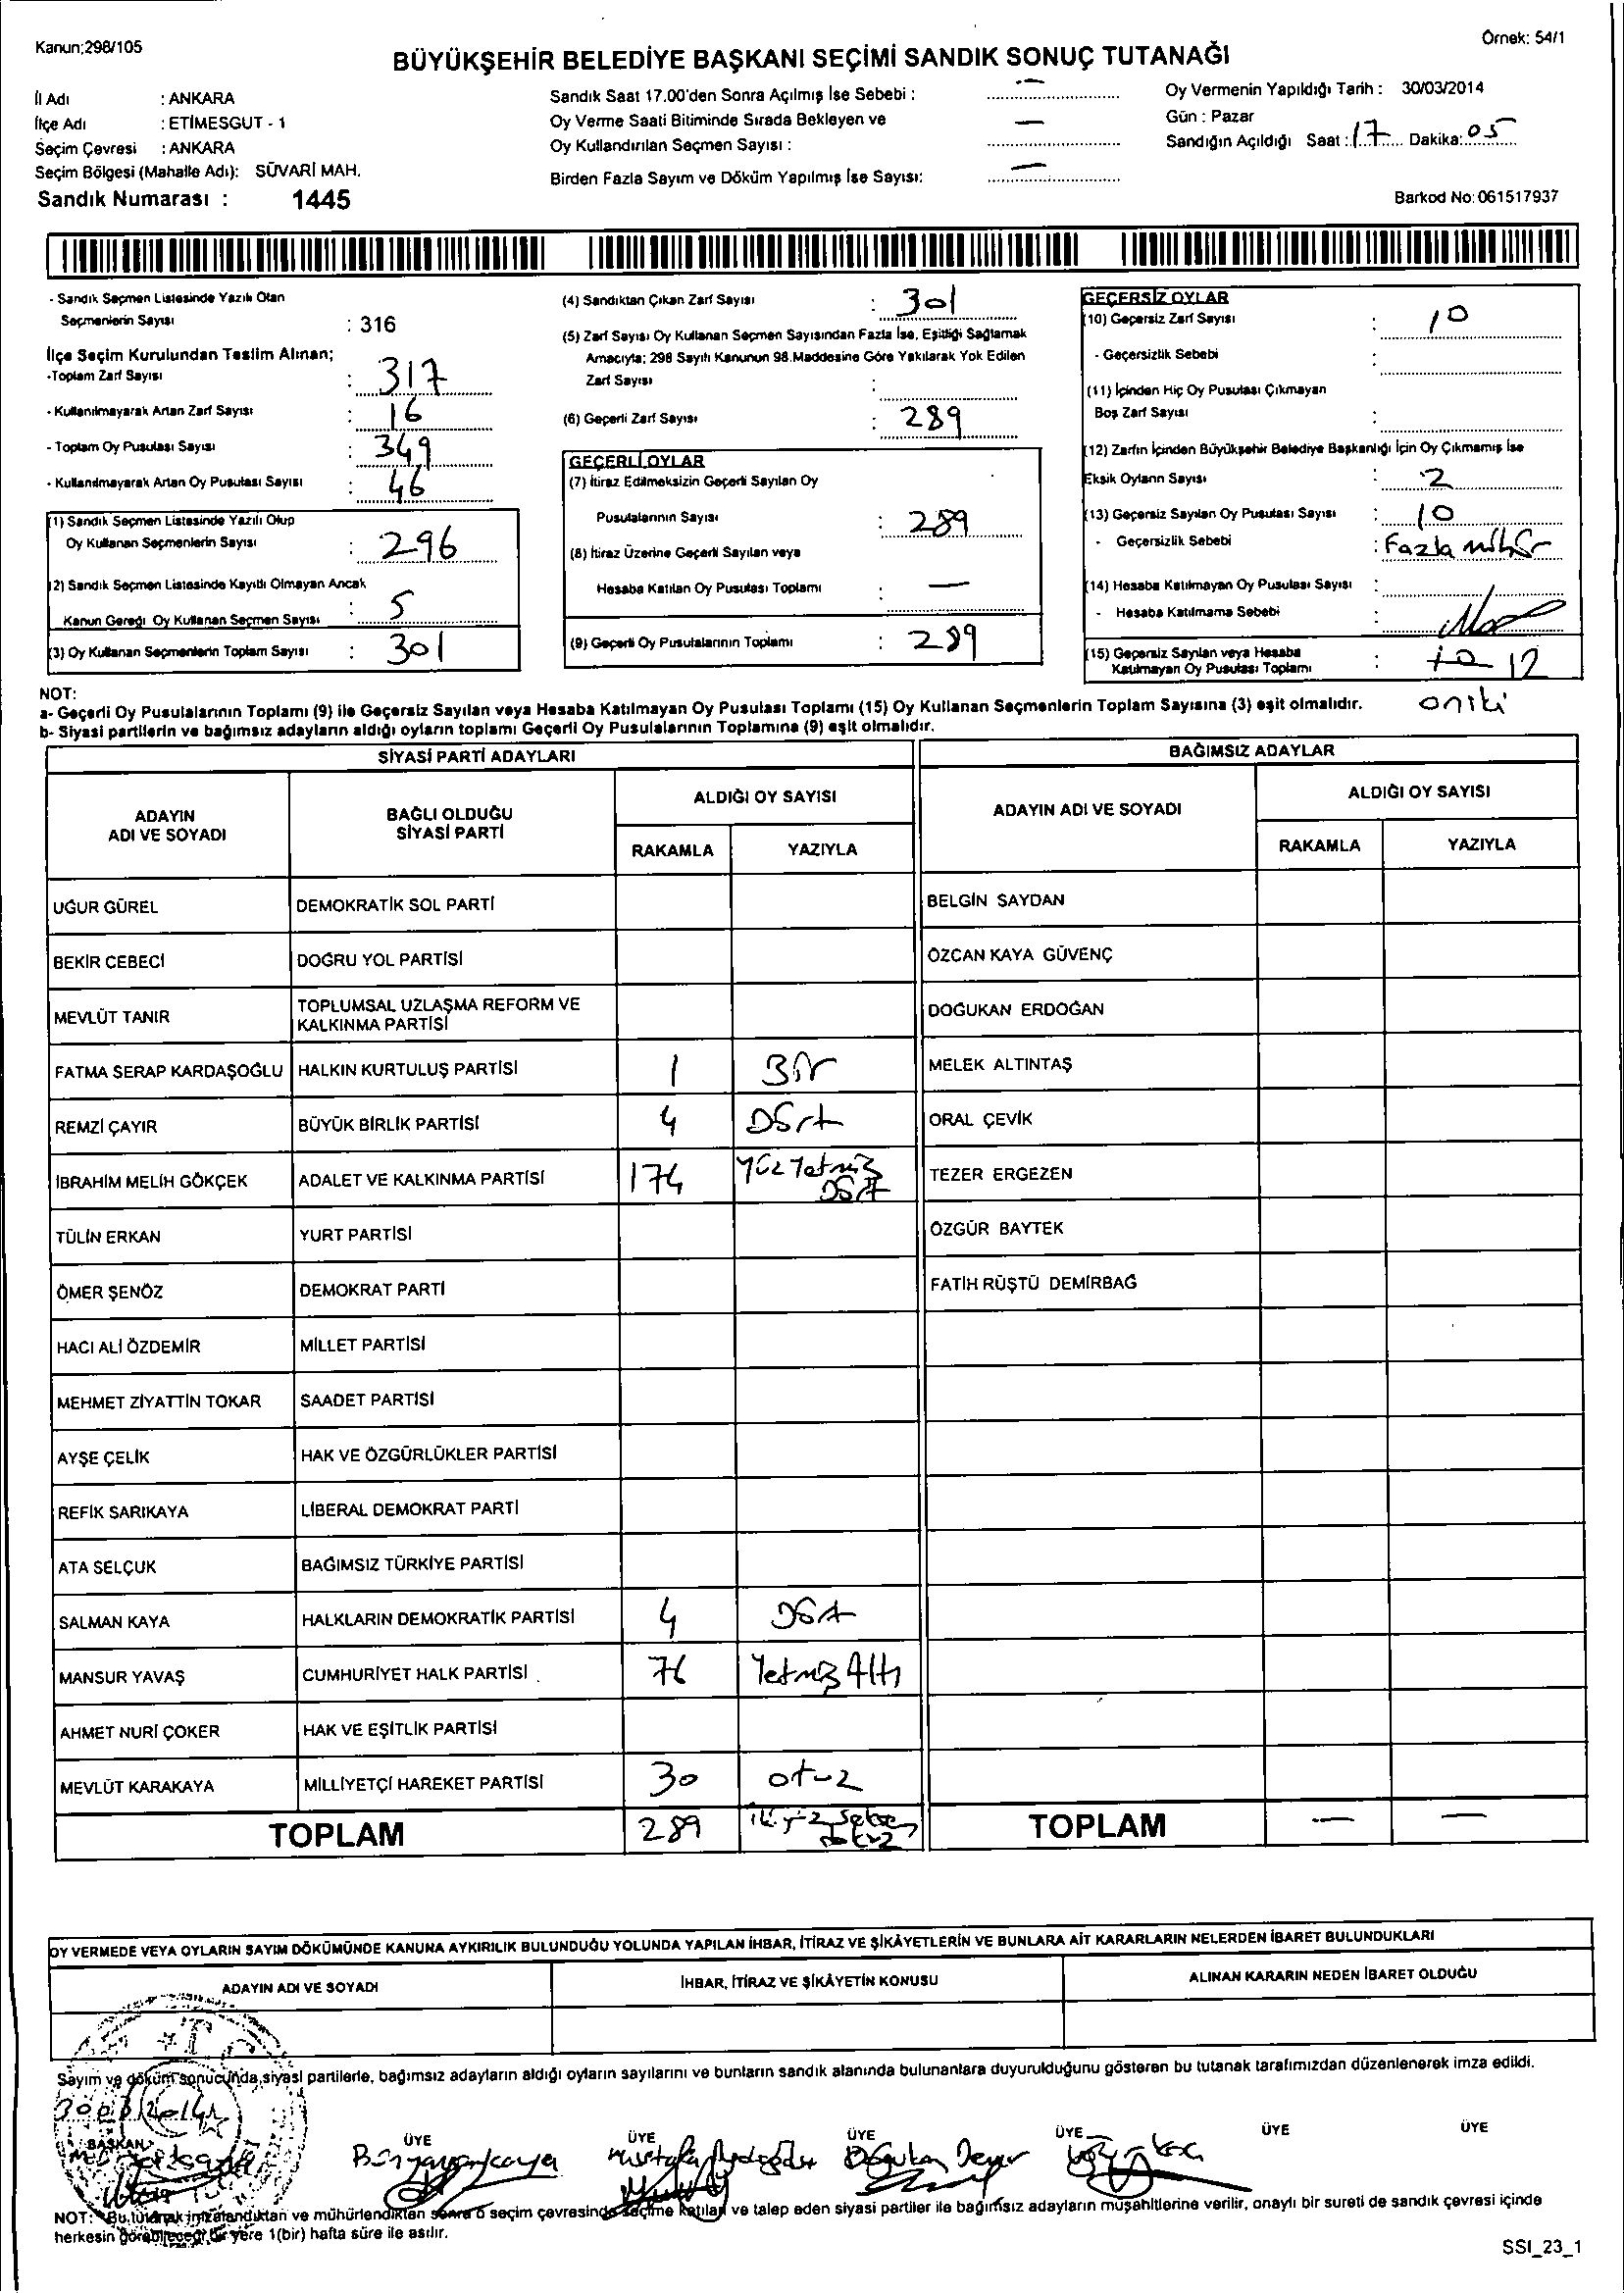 Kanun;298/105
Örnek: 54/1
BÜYÜKŞEHİR BELEDİYE BAŞKANI SEÇİMİ SANDIK SONUÇ TUTANAĞI
İl Adı : ANKARA
İlçe Adı : ETİMESGUT - 1
Seçim Çevresi : ANKARA
Seçim Bölgesi (Mahalle Adı): SÜVARİ MAH.
Sandık Numarası : 1445
Sandık Saat 17.00'den Sonra Açılmış İse Sebebi : —
Oy Verme Saati Bitiminde Sırada Bekleyen ve
Oy Kullandırılan Seçmen Sayısı : —
Birden Fazla Sayım ve Döküm Yapılmış İse Sayısı: —
Oy Vermenin Yapıldığı Tarih : 30/03/2014
Gün : Pazar
Sandığın Açıldığı Saat : 17 Dakika: 05
Barkod No: 061517937
- Sandık Seçmen Listesinde Yazılı Olan
Seçmenlerin Sayısı : 316
İlçe Seçim Kurulundan Teslim Alınan;
-Toplam Zarf Sayısı : 317
- Kullanılmayarak Artan Zarf Sayısı : 16
- Toplam Oy Pusulası Sayısı : 349
- Kullanılmayarak Artan Oy Pusulası Sayısı : 46
(1) Sandık Seçmen Listesinde Yazılı Olup
Oy Kullanan Seçmenlerin Sayısı : 296
(2) Sandık Seçmen Listesinde Kayıtlı Olmayan Ancak
Kanun Gereği Oy Kullanan Seçmen Sayısı : 5
(3) Oy Kullanan Seçmenlerin Toplam Sayısı : 301
(4) Sandıktan Çıkan Zarf Sayısı : 301
(5) Zarf Sayısı Oy Kullanan Seçmen Sayısından Fazla İse, Eşitliği Sağlamak
Amacıyla; 298 Sayılı Kanunun 98.Maddesine Göre Yakılarak Yok Edilen
Zarf Sayısı :
(6) Geçerli Zarf Sayısı : 289
GEÇERLİ OYLAR
(7) İtiraz Edilmeksizin Geçerli Sayılan Oy
Pusulalarının Sayısı : 289
(8) İtiraz Üzerine Geçerli Sayılan veya
Hesaba Katılan Oy Pusulası Toplamı : —
(9) Geçerli Oy Pusulalarının Toplamı : 289
GEÇERSİZ OYLAR
(10) Geçersiz Zarf Sayısı : 10
- Geçersizlik Sebebi :
(11) İçinden Hiç Oy Pusulası Çıkmayan
Boş Zarf Sayısı :
(12) Zarfın İçinden Büyükşehir Belediye Başkanlığı İçin Oy Çıkmamış İse
Eksik Oyların Sayısı : 2
(13) Geçersiz Sayılan Oy Pusulası Sayısı : 10
- Geçersizlik Sebebi : Fazla mühür
(14) Hesaba Katılmayan Oy Pusulası Sayısı :
- Hesaba Katılmama Sebebi :
(15) Geçersiz Sayılan veya Hesaba
Katılmayan Oy Pusulası Toplamı : 10 12
oniki
NOT:
a- Geçerli Oy Pusulalarının Toplamı (9) ile Geçersiz Sayılan veya Hesaba Katılmayan Oy Pusulası Toplamı (15) Oy Kullanan Seçmenlerin Toplam Sayısına (3) eşit olmalıdır.
b- Siyasi partilerin ve bağımsız adayların aldığı oyların toplamı Geçerli Oy Pusulalarının Toplamına (9) eşit olmalıdır.
SİYASİ PARTİ ADAYLARI
BAĞIMSIZ ADAYLAR
ADAYIN ADI VE SOYADI
BAĞLI OLDUĞU SİYASİ PARTİ
ALDIĞI OY SAYISI
RAKAMLA YAZIYLA
ADAYIN ADI VE SOYADI
ALDIĞI OY SAYISI
RAKAMLA YAZIYLA
UĞUR GÜREL DEMOKRATİK SOL PARTİ BELGİN SAYDAN
BEKİR CEBECİ DOĞRU YOL PARTİSİ ÖZCAN KAYA GÜVENÇ
MEVLÜT TANIR TOPLUMSAL UZLAŞMA REFORM VE KALKINMA PARTİSİ DOĞUKAN ERDOĞAN
FATMA SERAP KARDAŞOĞLU HALKIN KURTULUŞ PARTİSİ 1 Bir MELEK ALTINTAŞ
REMZİ ÇAYIR BÜYÜK BİRLİK PARTİSİ 4 Dört ORAL ÇEVİK
İBRAHİM MELİH GÖKÇEK ADALET VE KALKINMA PARTİSİ 174 Yüz Yetmiş Dört TEZER ERGEZEN
TÜLİN ERKAN YURT PARTİSİ ÖZGÜR BAYTEK
ÖMER ŞENÖZ DEMOKRAT PARTİ FATİH RÜŞTÜ DEMİRBAĞ
HACI ALİ ÖZDEMİR MİLLET PARTİSİ
MEHMET ZİYATTİN TOKAR SAADET PARTİSİ
AYŞE ÇELİK HAK VE ÖZGÜRLÜKLER PARTİSİ
REFİK SARIKAYA LİBERAL DEMOKRAT PARTİ
ATA SELÇUK BAĞIMSIZ TÜRKİYE PARTİSİ
SALMAN KAYA HALKLARIN DEMOKRATİK PARTİSİ 4 Dört
MANSUR YAVAŞ CUMHURİYET HALK PARTİSİ 76 Yetmiş Altı
AHMET NURİ ÇOKER HAK VE EŞİTLİK PARTİSİ
MEVLÜT KARAKAYA MİLLİYETÇİ HAREKET PARTİSİ 30 otuz
TOPLAM 289 iki yüz seksen dokuz TOPLAM — —
OY VERMEDE VEYA OYLARIN SAYIM DÖKÜMÜNDE KANUNA AYKIRILIK BULUNDUĞU YOLUNDA YAPILAN İHBAR, İTİRAZ VE ŞİKÂYETLERİN VE BUNLARA AİT KARARLARIN NELERDEN İBARET BULUNDUKLARI
ADAYIN ADI VE SOYADI İHBAR, İTİRAZ VE ŞİKÂYETİN KONUSU ALINAN KARARIN NEDEN İBARET OLDUĞU
Sayım ve döküm sonucunda,siyasi partilerle, bağımsız adayların aldığı oyların sayılarını ve bunların sandık alanında bulunanlara duyurulduğunu gösteren bu tutanak tarafımızdan düzenlenerek imza edildi.
BAŞKAN ÜYE ÜYE ÜYE ÜYE ÜYE ÜYE
NOT: Bu tutanak imzalandıktan ve mühürlendikten sonra o seçim çevresinde seçime katılan ve talep eden siyasi partiler ile bağımsız adayların müşahitlerine verilir, onaylı bir sureti de sandık çevresi içinde
herkesin görebileceği bir yere 1(bir) hafta süre ile asılır.
SSI_23_1